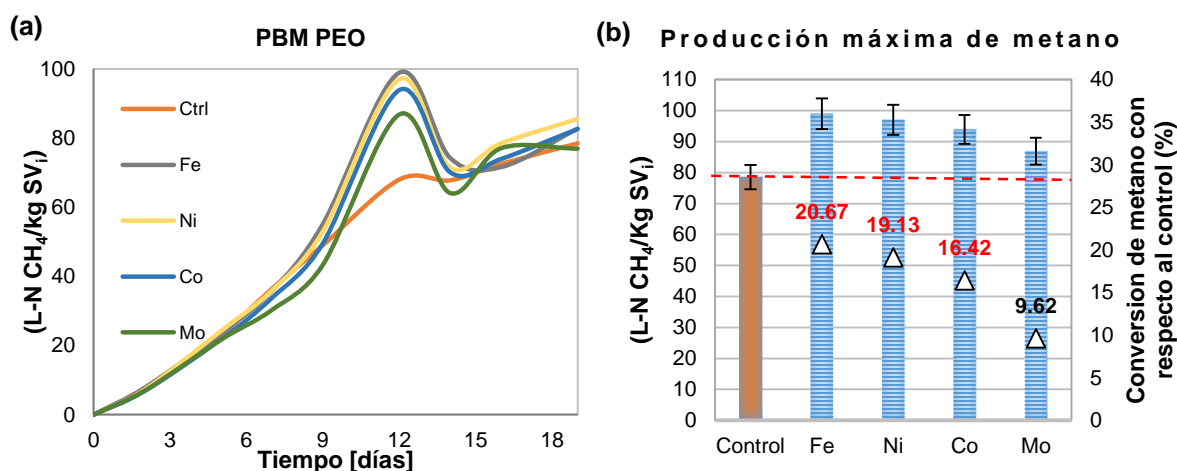 (a)
PBM PEO
(L-N CH4/kg SVi)
100
80
60
40
20
0
0
3
6
9
12
15
18
Tiempo [días]
Ctrl
Fe
Ni
Co
Mo
(b)
Producción máxima de metano
(L-N CH4/Kg SVi)
110
100
90
80
70
60
50
40
30
20
10
0
20.67
19.13
16.42
9.62
Control
Fe
Ni
Co
Mo
40
35
30
25
20
15
10
5
0
Conversion de metano con
respecto al control (%)